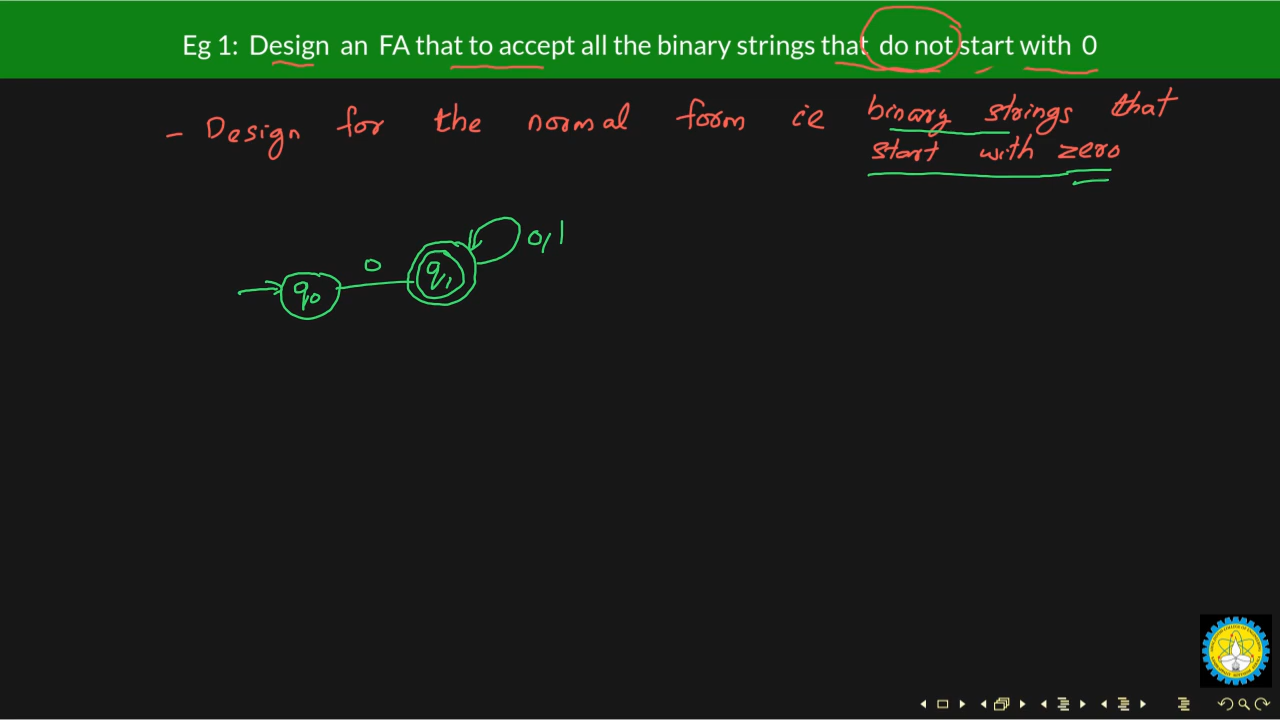 Eg 1: Design an FA that to accept all the binary strings that do not start with 0
- Design for the normal form ie binary strings that
start with zero
0,1
0
q1
q0